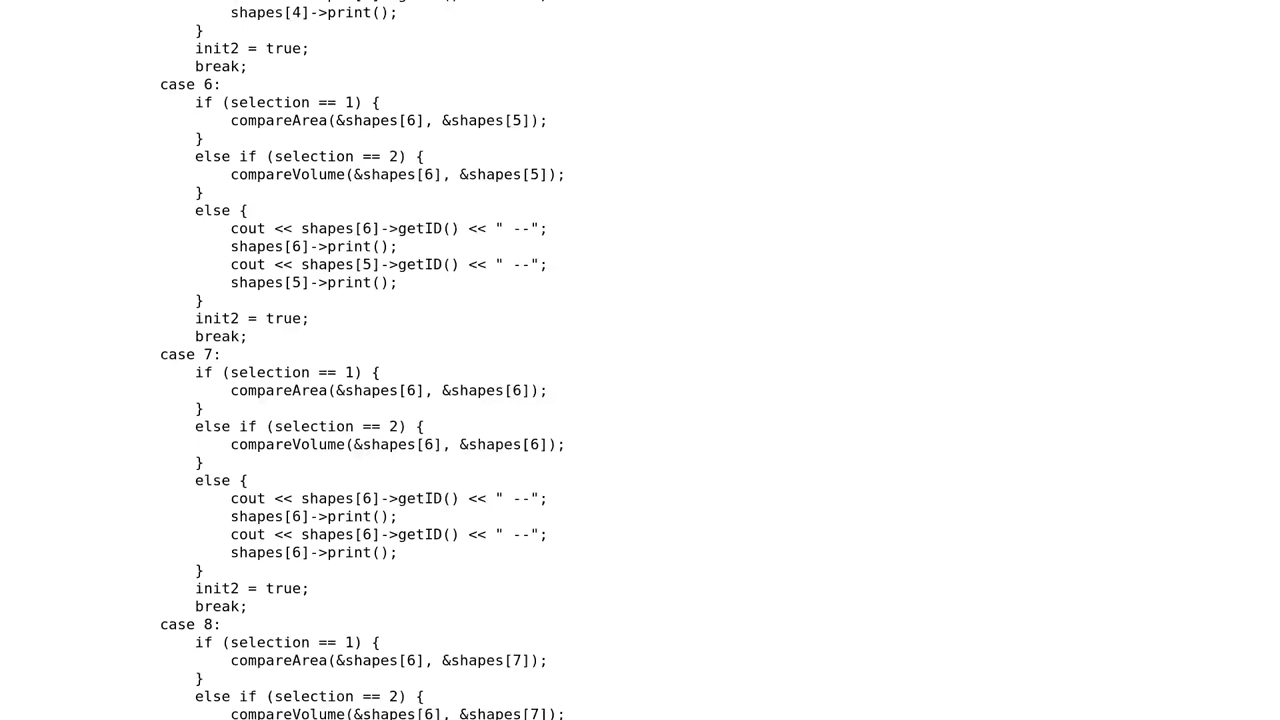 shapes[4]->print();
}
init2 = true;
break;
case 6:
if (selection == 1) {
compareArea(&shapes[6], &shapes[5]);
}
else if (selection == 2) {
compareVolume(&shapes[6], &shapes[5]);
}
else {
cout << shapes[6]->getID() << " --";
shapes[6]->print();
cout << shapes[5]->getID() << " --";
shapes[5]->print();
}
init2 = true;
break;
case 7:
if (selection == 1) {
compareArea(&shapes[6], &shapes[6]);
}
else if (selection == 2) {
compareVolume(&shapes[6], &shapes[6]);
}
else {
cout << shapes[6]->getID() << " --";
shapes[6]->print();
cout << shapes[6]->getID() << " --";
shapes[6]->print();
}
init2 = true;
break;
case 8:
if (selection == 1) {
compareArea(&shapes[6], &shapes[7]);
}
else if (selection == 2) {
compareVolume(&shapes[6], &shapes[7]);